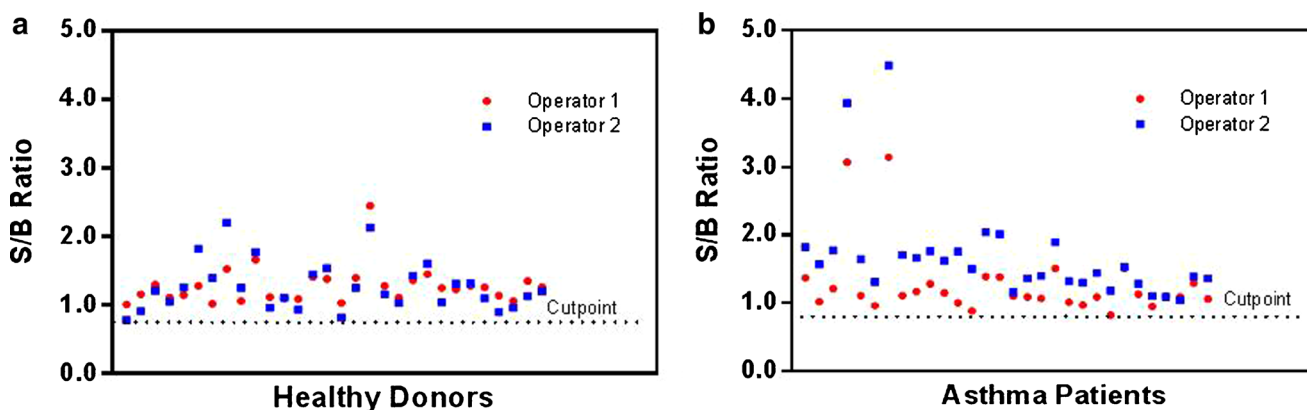 a
5.0
4.0
3.0
2.0
1.0
0.0
S/B Ratio
Operator 1
Operator 2
Cutpoint
Healthy Donors
b
5.0
4.0
3.0
2.0
1.0
0.0
S/B Ratio
Operator 1
Operator 2
Cutpoint
Asthma Patients